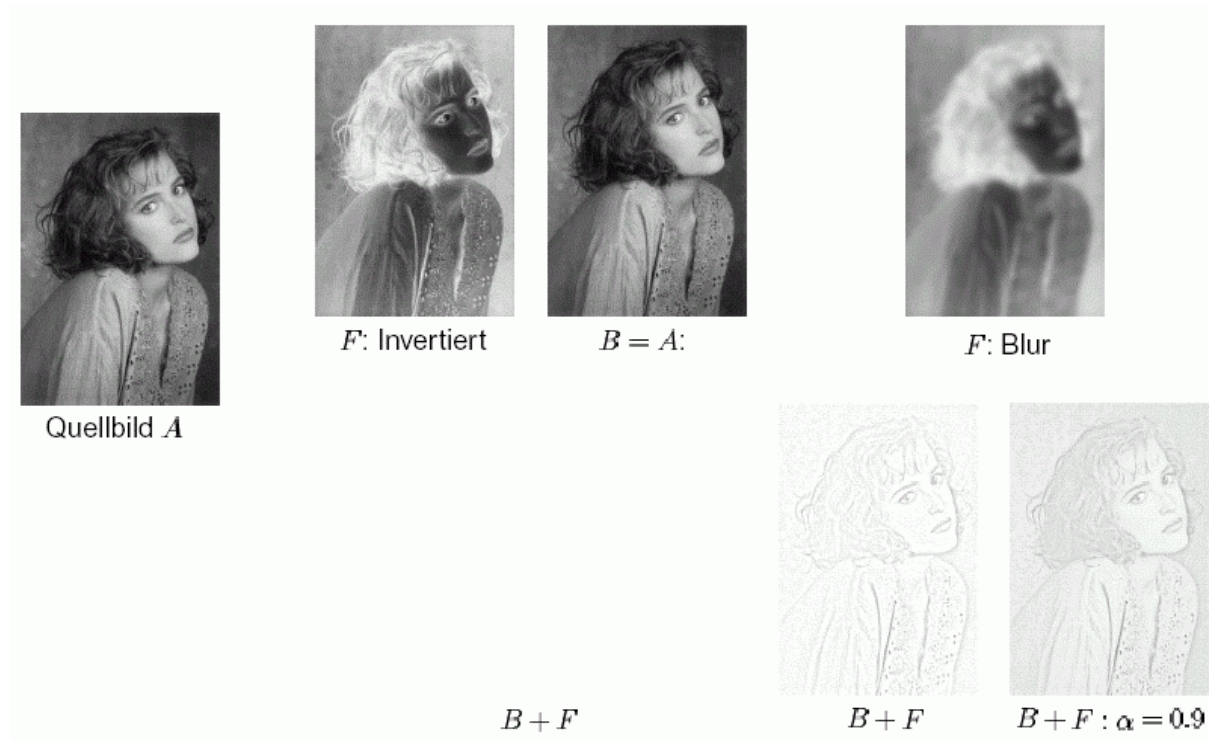 F: Invertiert
B = A:
F: Blur
Quellbild A
B + F
B + F
B + F : α = 0.9